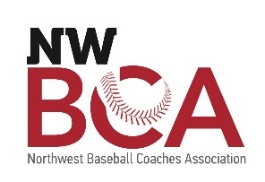 NW
BCA
Northwest Baseball Coaches Association